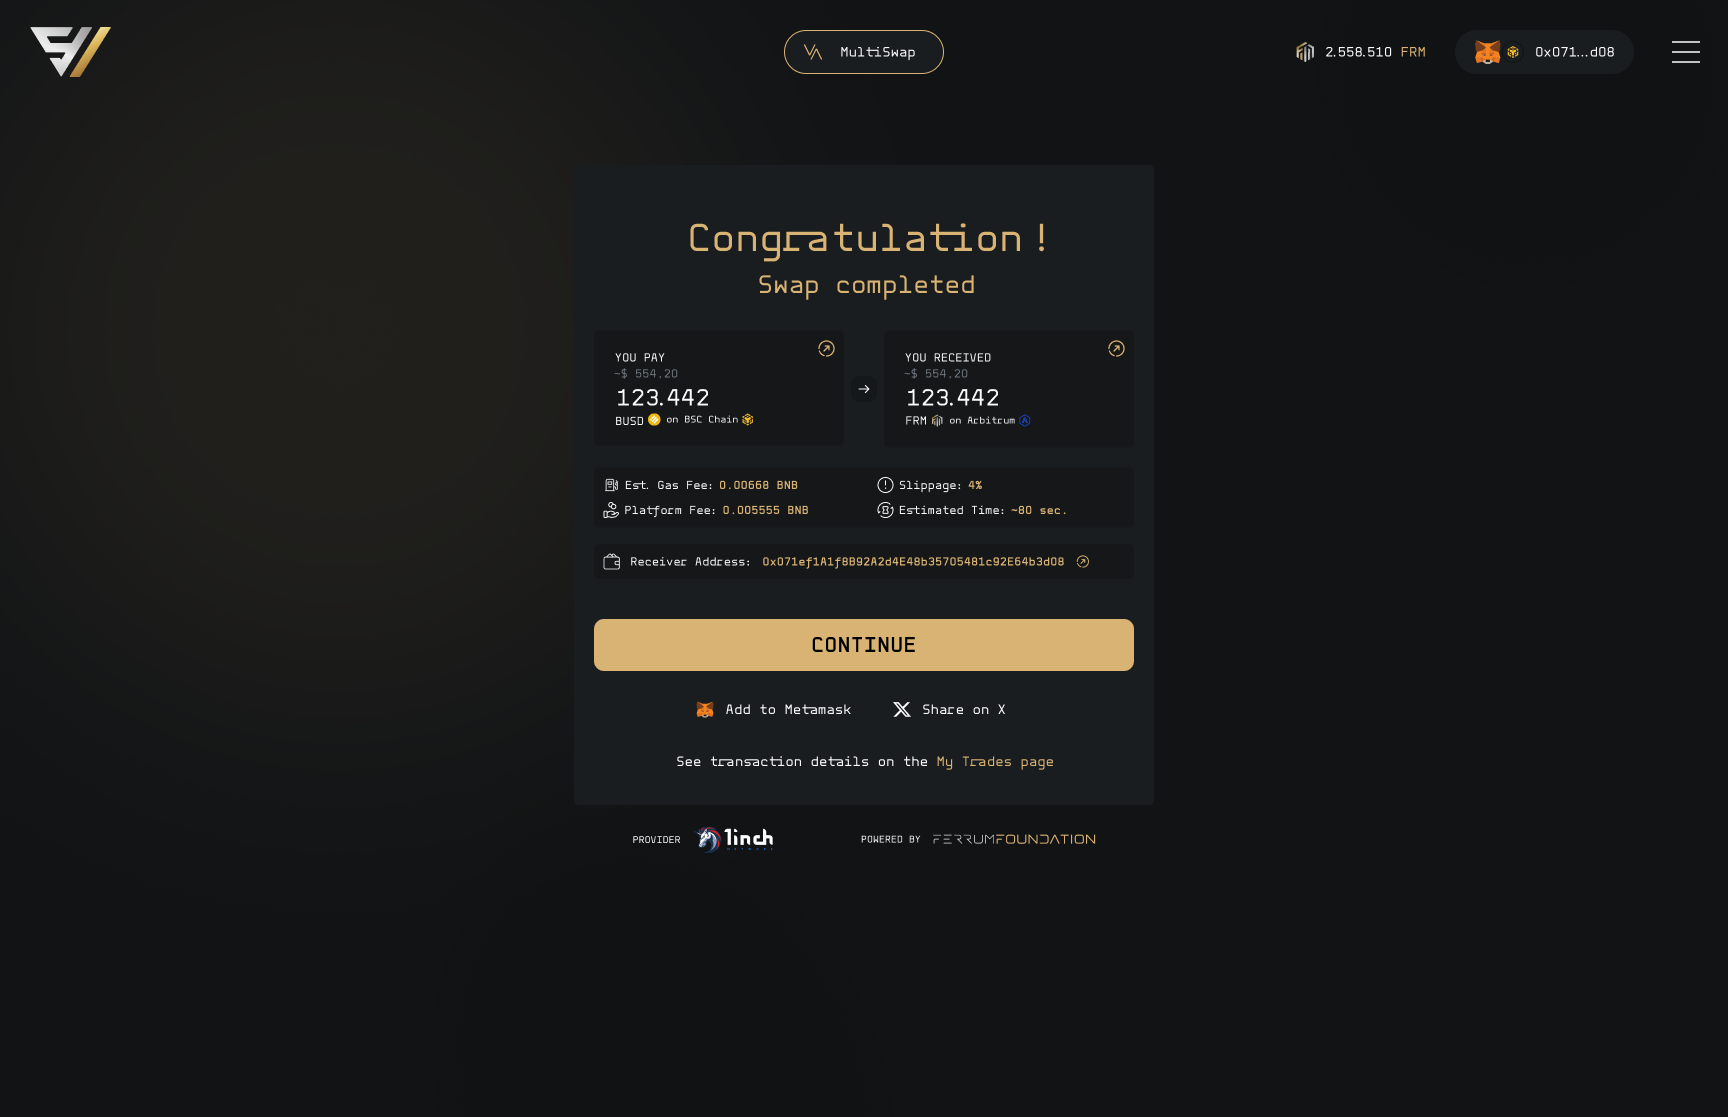 MultiSwap
2.558.510 FRM
0x071...d08
Congratulation!
Swap completed
YOU PAY
~$ 554,20
123.442
BUSD on BSC Chain
YOU RECEIVED
~$ 554,20
123.442
FRM on Arbitrum
Est. Gas Fee: 0.00668 BNB
Slippage: 4%
Platform Fee: 0.005555 BNB
Estimated Time: ~80 sec.
Receiver Address: 0x071ef1A1f8B92A2d4E48b35705481c92E64b3d08
CONTINUE
Add to Metamask
Share on X
See transaction details on the My Trades page
PROVIDER
1inch
NETWORK
POWERED BY
FERRUMFOUNDATION